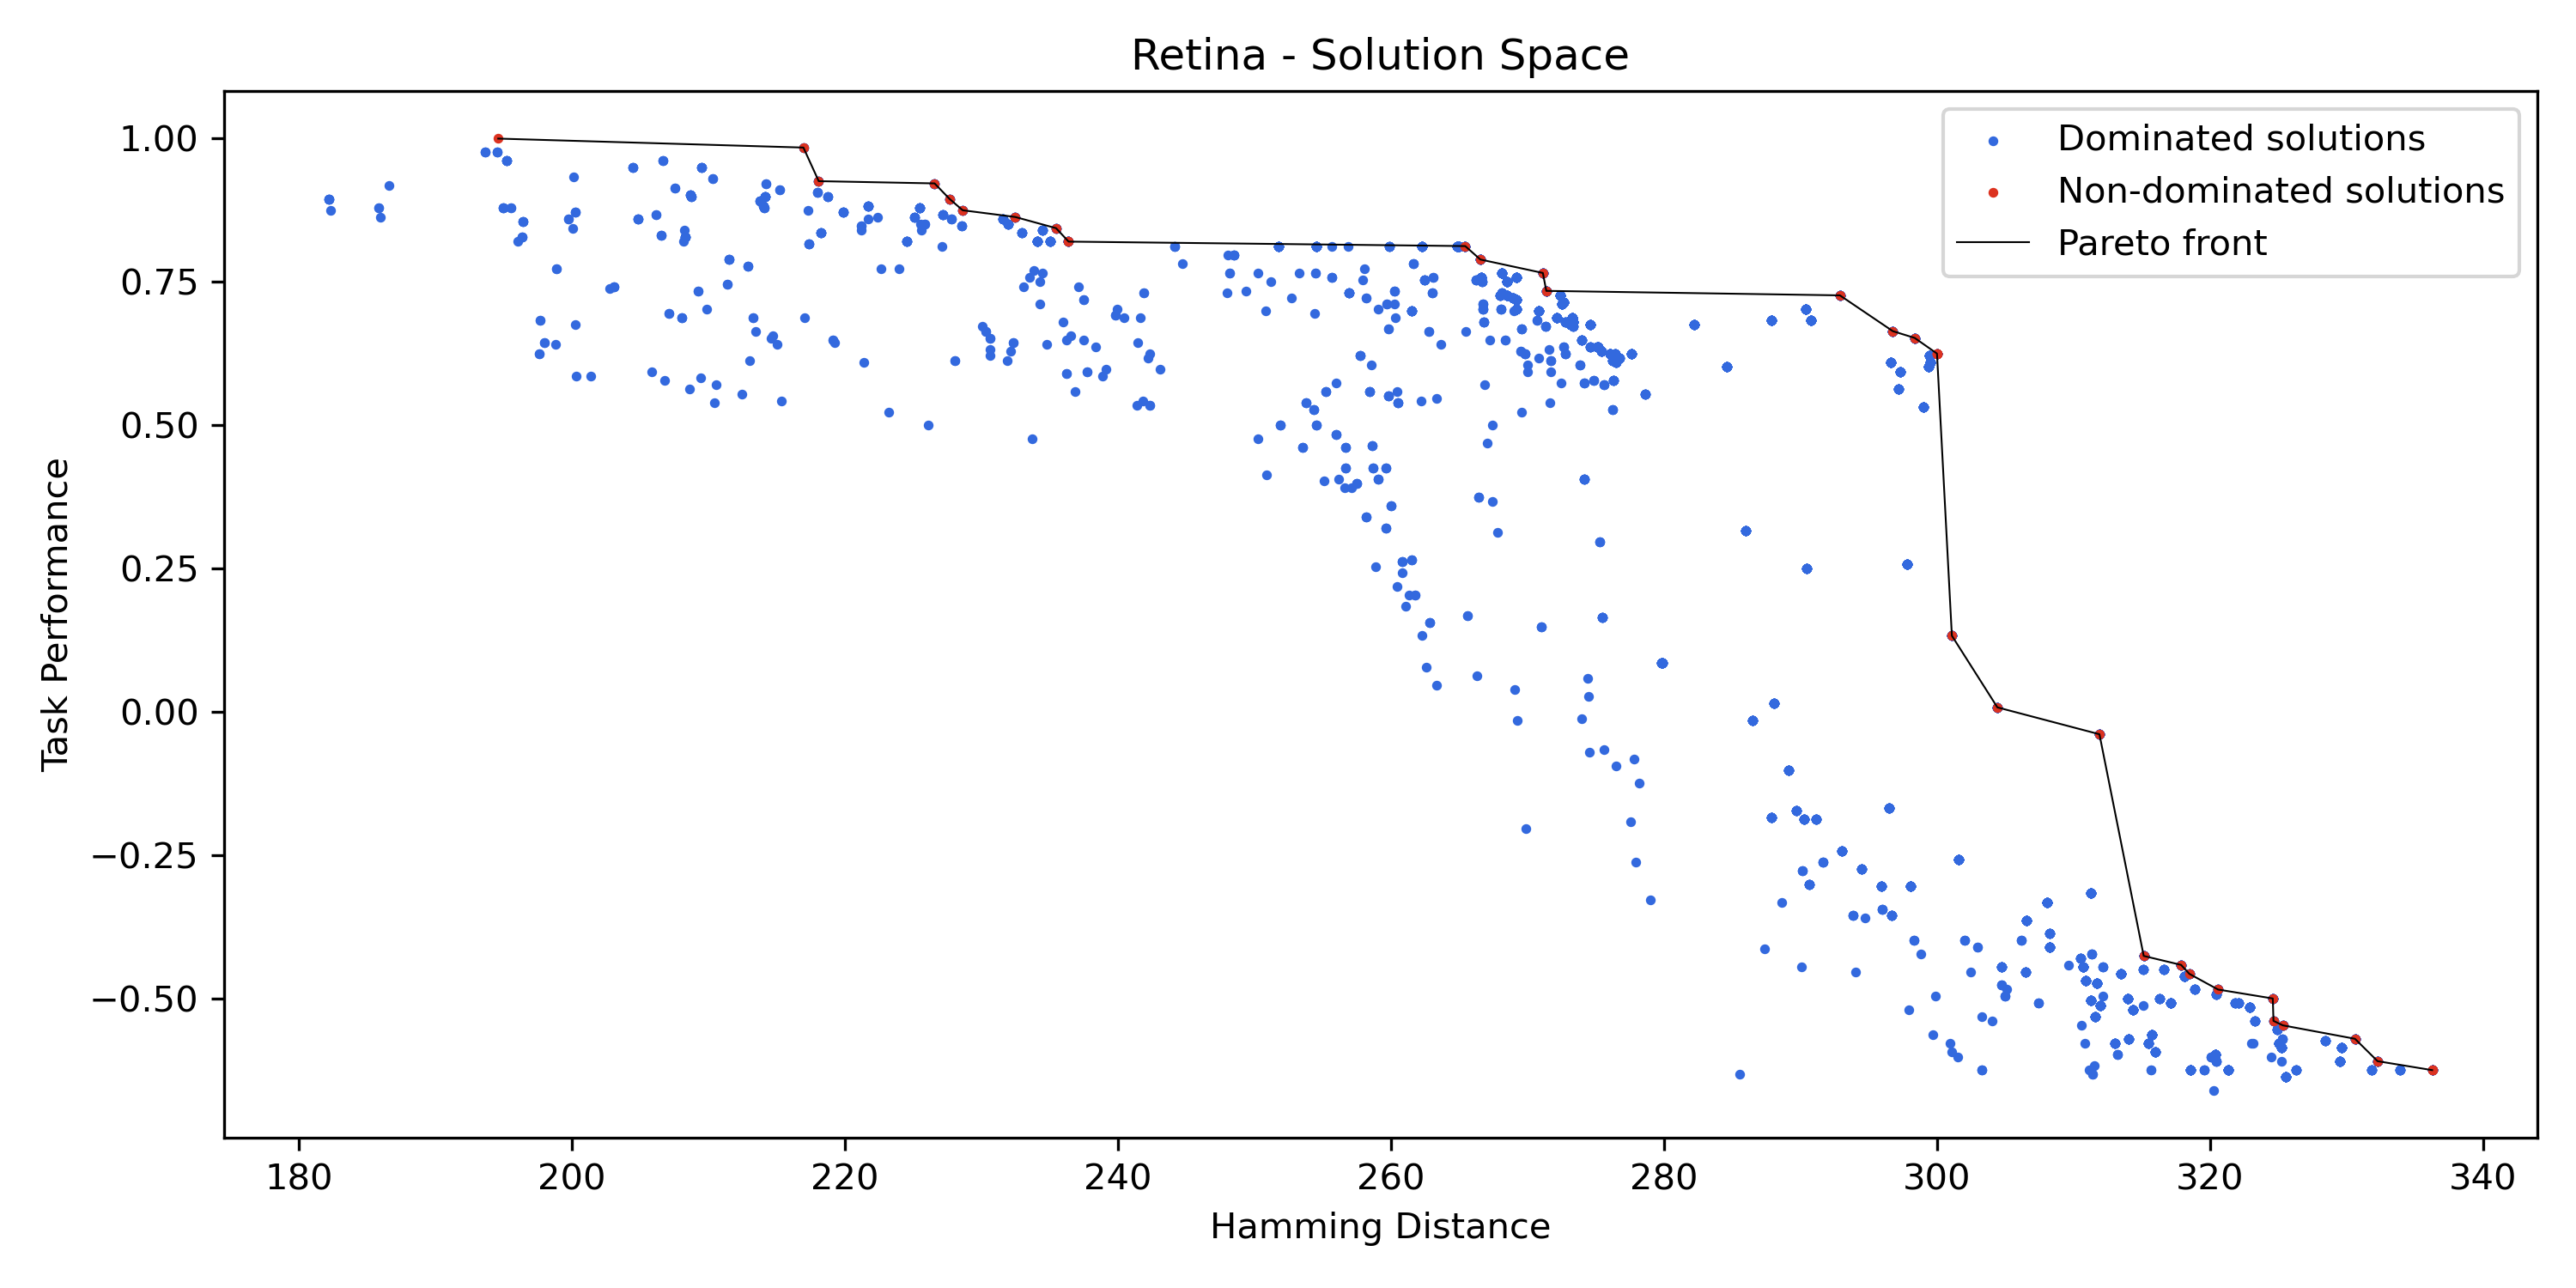 Retina - Solution Space
Dominated solutions
Non-dominated solutions
Pareto front
1.00
0.75
0.50
0.25
0.00
−0.25
−0.50
Task Performance
180 200 220 240 260 280 300 320 340
Hamming Distance